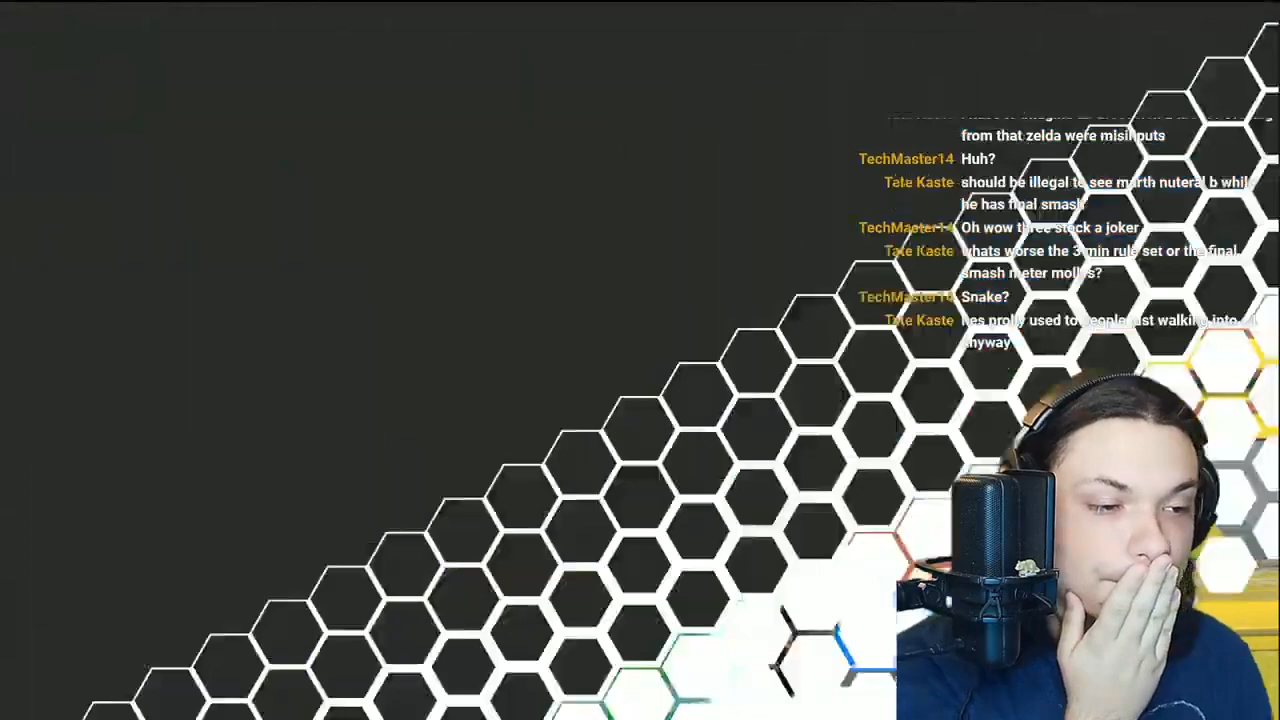 from that zelda were misinputs
TechMaster14 Huh?
Tate Kaste should be illegal to see marth nuteral b while
he has final smash
TechMaster14 Oh wow three stock a joker
Tate Kaste whats worse the 3 min rule set or the final
smash meter mollys?
TechMaster14 Snake?
Tate Kaste hes prolly used to people just walking into
anyway